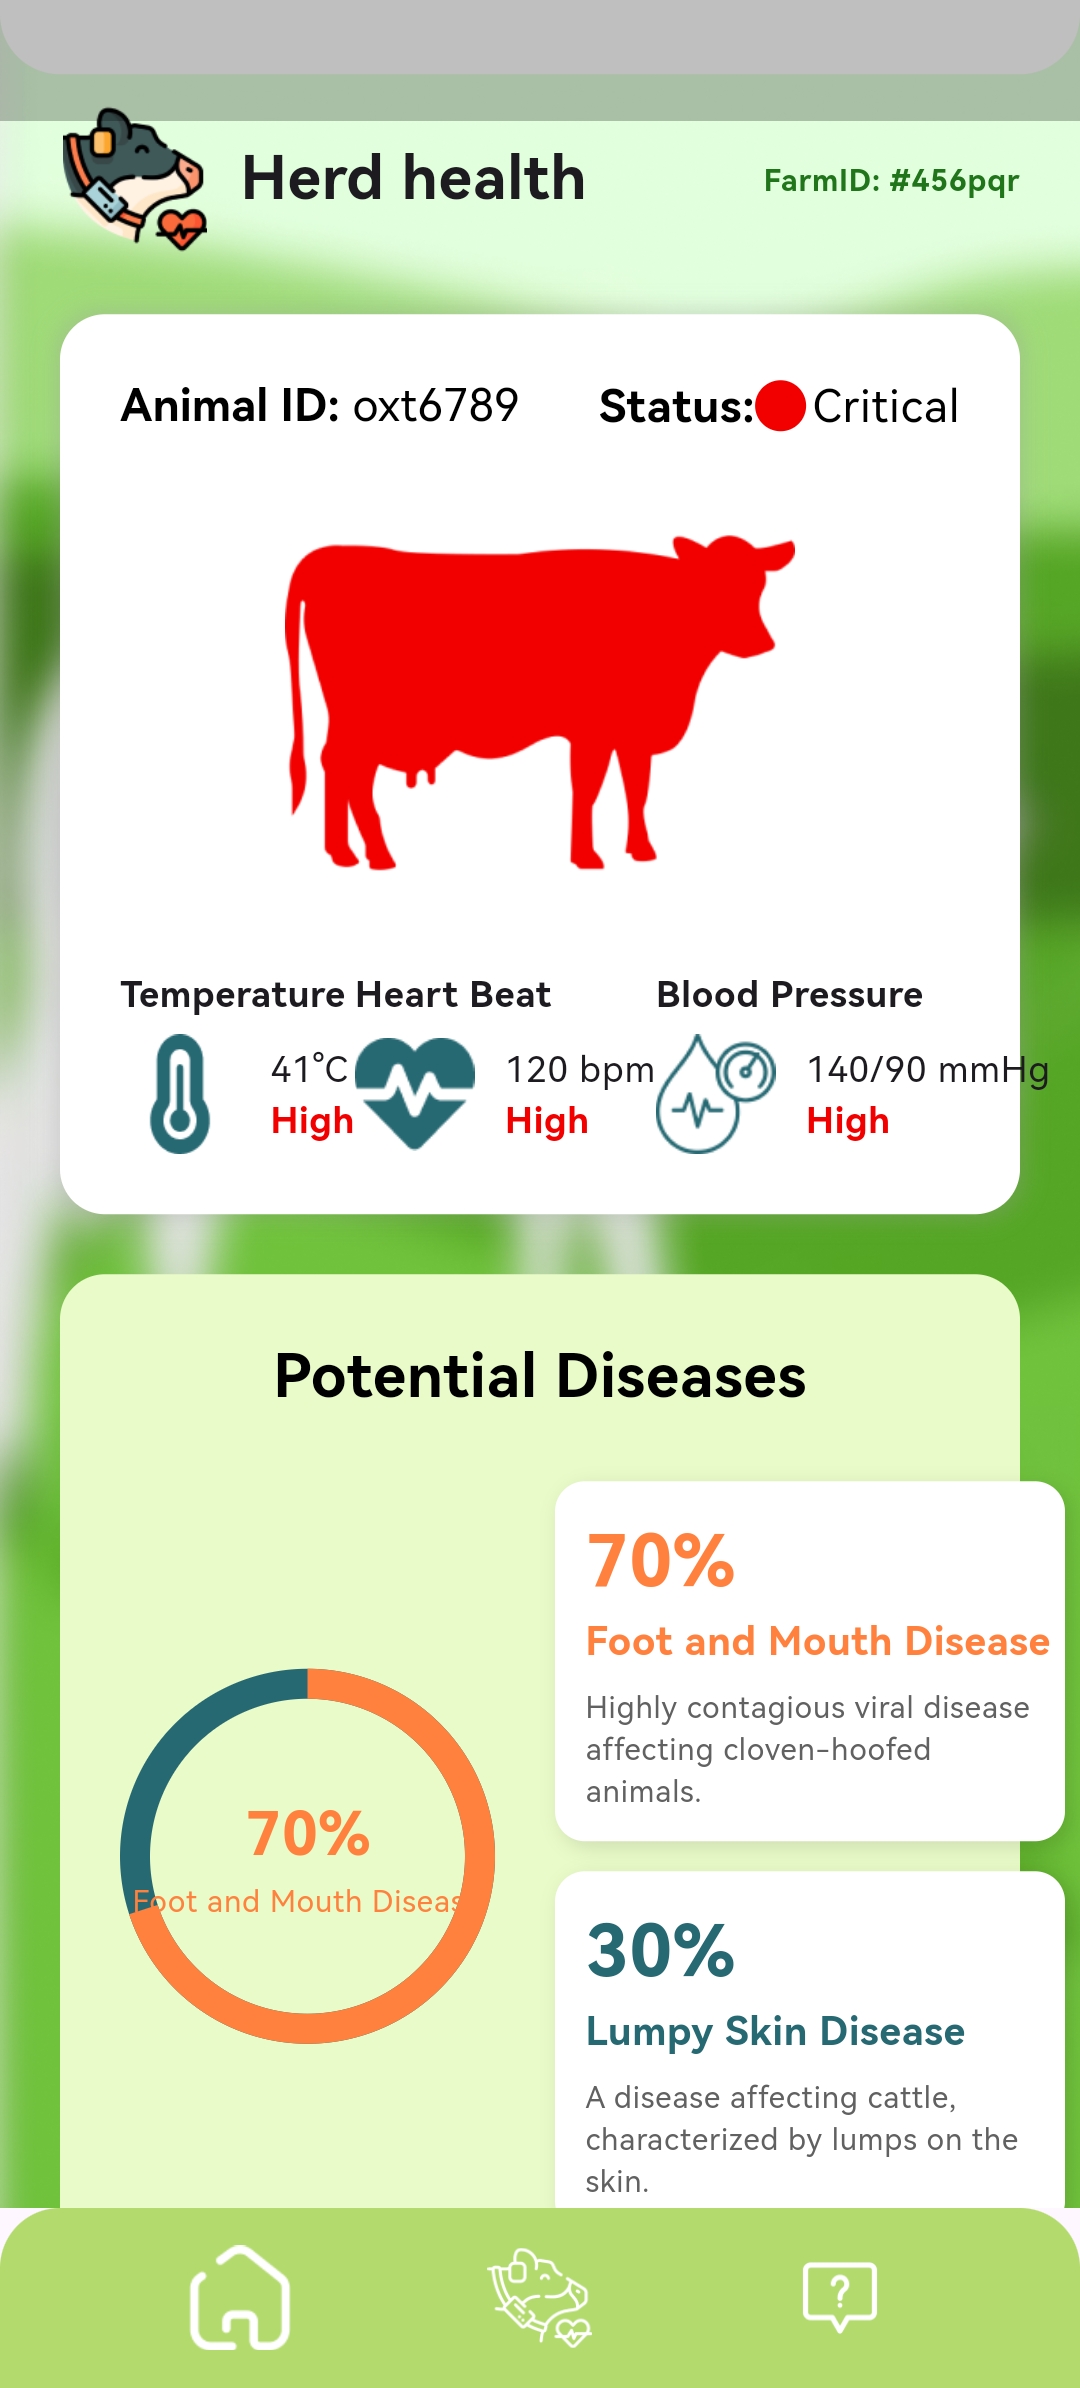 Herd health
FarmID: #456pqr
Animal ID: oxt6789
Status: Critical
Temperature
41°C
High
Heart Beat
120 bpm
High
Blood Pressure
140/90 mmHg
High
Potential Diseases
70%
Foot and Mouth Diseas
70%
Foot and Mouth Disease
Highly contagious viral disease
affecting cloven-hoofed
animals.
30%
Lumpy Skin Disease
A disease affecting cattle,
characterized by lumps on the
skin.
?